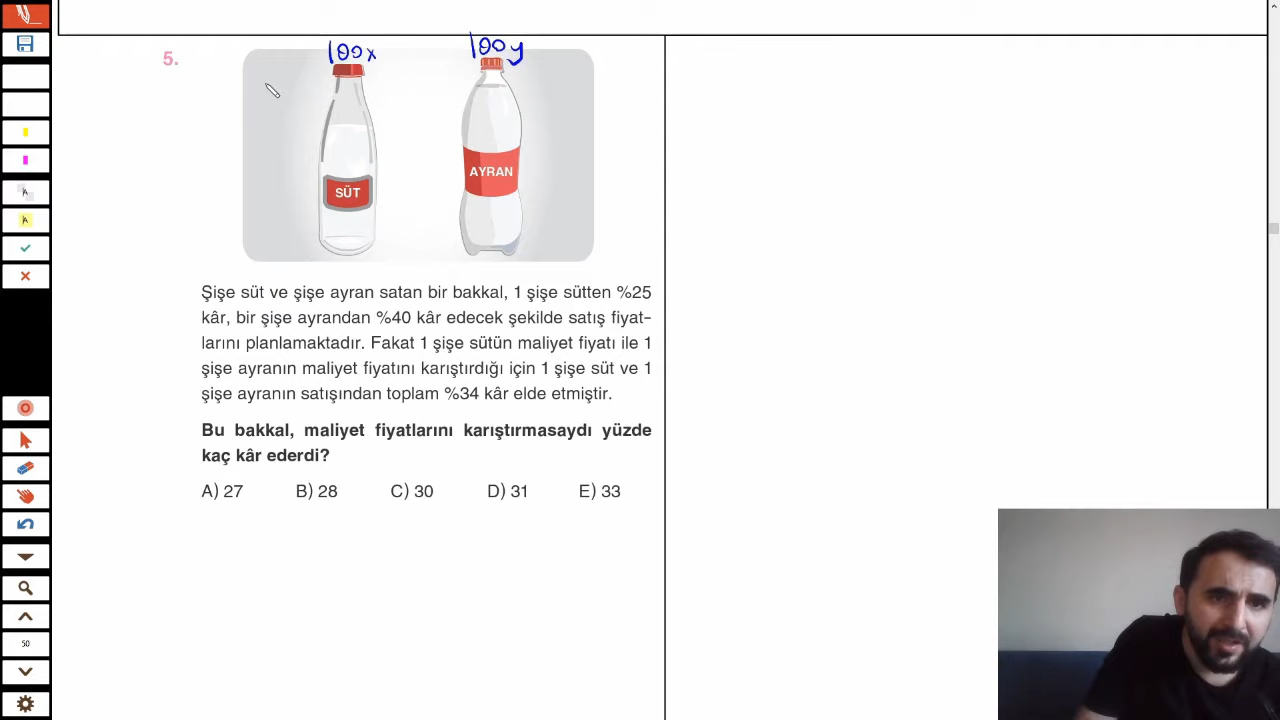 5.
100x
100y
SÜT
AYRAN
Şişe süt ve şişe ayran satan bir bakkal, 1 şişe sütten %25
kâr, bir şişe ayrandan %40 kâr edecek şekilde satış fiyat-
larını planlamaktadır. Fakat 1 şişe sütün maliyet fiyatı ile 1
şişe ayranın maliyet fiyatını karıştırdığı için 1 şişe süt ve 1
şişe ayranın satışından toplam %34 kâr elde etmiştir.
Bu bakkal, maliyet fiyatlarını karıştırmasaydı yüzde
kaç kâr ederdi?
A) 27 B) 28 C) 30 D) 31 E) 33
A
A
50